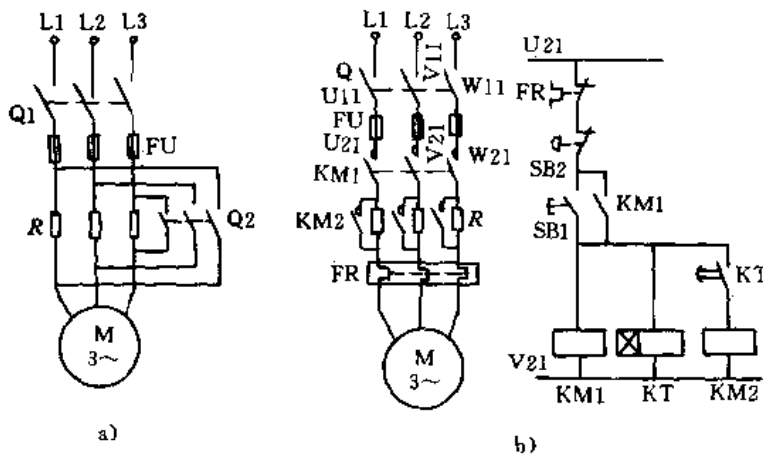 L1 L2 L3
Q1
FU
R
Q2
M
3~
a)
L1 L2 L3
Q
V11
U11
W11
FU
U21
V21
W21
KM1
KM2
R
FR
M
3~
U21
FR
SB2
KM1
SB1
KT
V21
KM1 KT KM2
b)